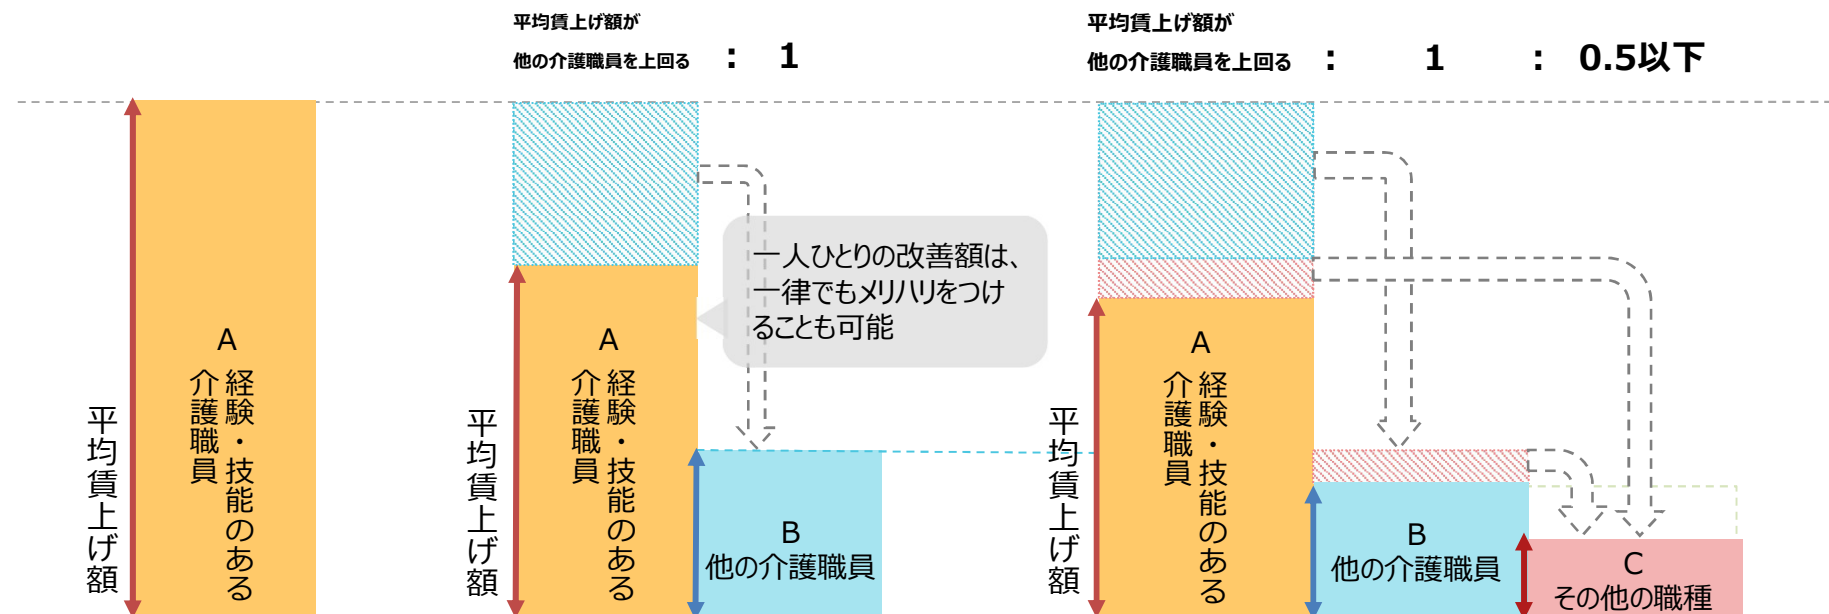 平均賃上げ額が
他の介護職員を上回る : 1
平均賃上げ額が
他の介護職員を上回る : 1 : 0.5以下
平均賃上げ額
A
経験・技能のある
介護職員
平均賃上げ額
A
経験・技能のある
介護職員
一人ひとりの改善額は、
一律でもメリハリをつけ
ることも可能
B
他の介護職員
平均賃上げ額
A
経験・技能のある
介護職員
B
他の介護職員
C
その他の職種